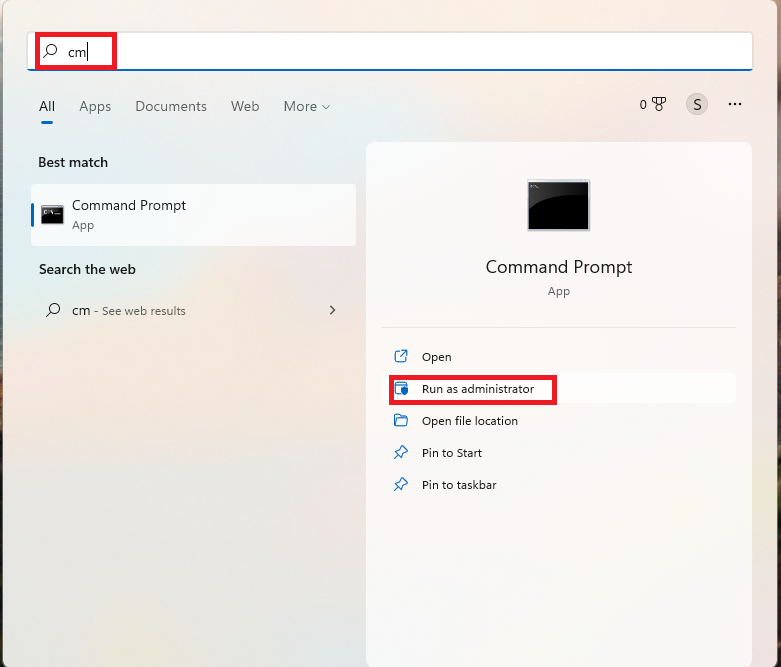 cm
All Apps Documents Web More
0 S ...
Best match
Command Prompt
App
Search the web
cm - See web results
Command Prompt
App
Open
Run as administrator
Open file location
Pin to Start
Pin to taskbar